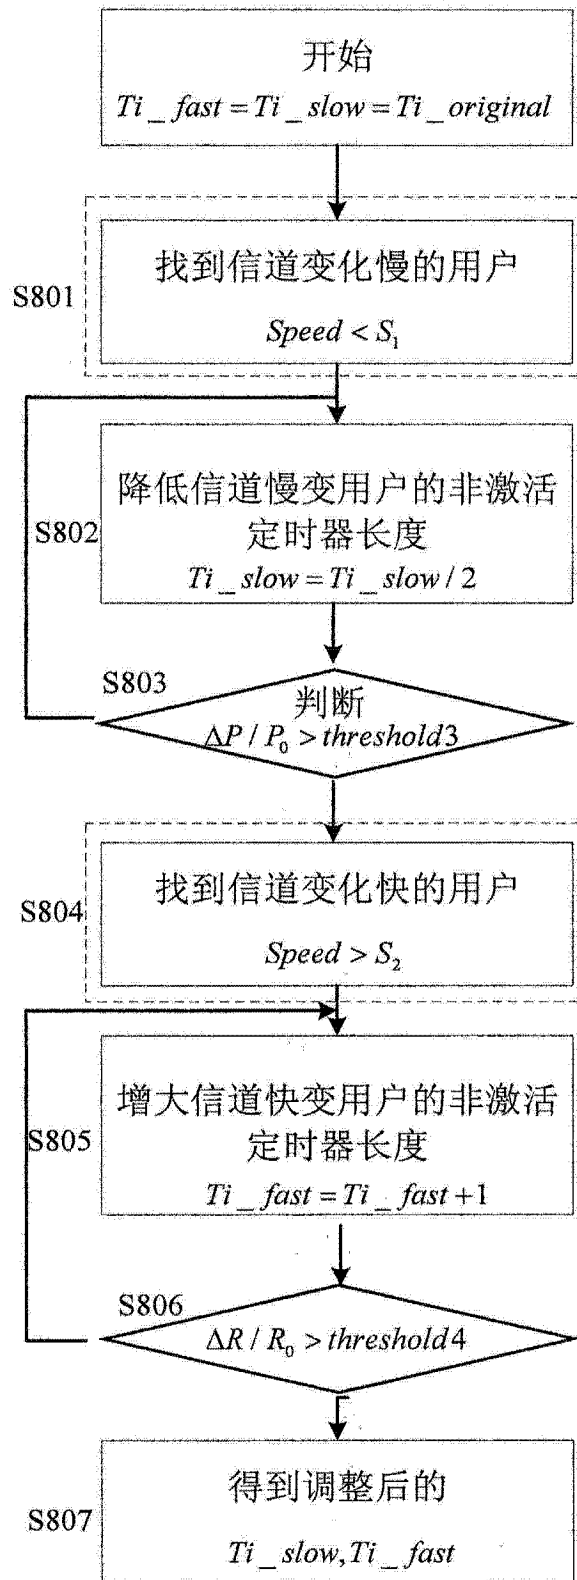 开始
Ti_fast=Ti_slow=Ti_original
S801
找到信道变化慢的用户
Speed<S₁
S802
降低信道慢变用户的非激活
定时器长度
Ti_slow=Ti_slow/2
S803
判断
ΔP/P₀>threshold3
S804
找到信道变化快的用户
Speed>S₂
S805
增大信道快变用户的非激活
定时器长度
Ti_fast=Ti_fast+1
S806
ΔR/R₀>threshold4
S807
得到调整后的
Ti_slow,Ti_fast